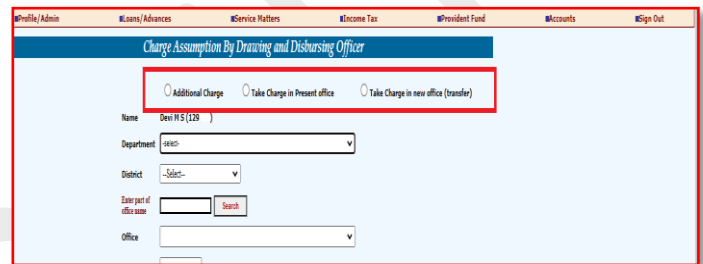 Profile/Admin Loans/Advances Service Matters Income Tax Provident Fund Accounts Sign Out
Charge Assumption By Drawing and Disbursing Officer
Additional Charge Take Charge in Present office Take Charge in new office (transfer)
Name Devi M S (129 )
Department -select-
District --Select--
Enter part of
office name Search
Office